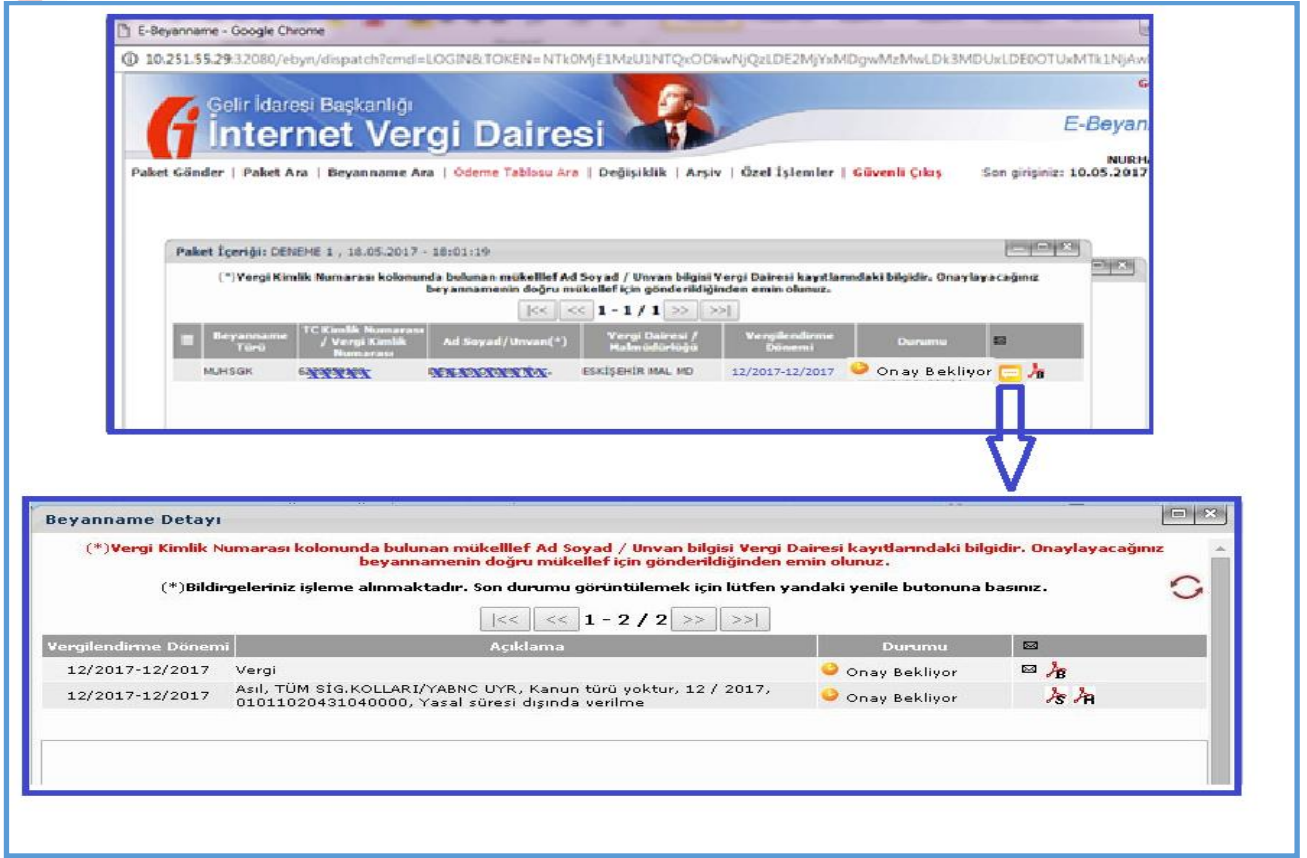 E-Beyanname - Google Chrome
10.251.55.29:32080/ebyn/dispatch?cmd=LOGIN&TOKEN=
Gelir İdaresi Başkanlığı
İnternet Vergi Dairesi
E-Beyan
NURH
Paket Gönder | Paket Ara | Beyanname Ara | Ödeme Tablosu Ara | Değişiklik | Arşiv | Özel İşlemler | Güvenli Çıkış Son girişiniz: 10.05.2017
Paket İçeriği: DENEME 1 , 18.05.2017 - 18:01:19
(*)Vergi Kimlik Numarası kolonunda bulunan mükelllef Ad Soyad / Unvan bilgisi Vergi Dairesi kayıtlarındaki bilgidir. Onaylayacağınız
beyannamenin doğru mükellef için gönderildiğinden emin olunuz.
|<< << 1 - 1 / 1 >> >>|
Beyanname Türü TC Kimlik Numarası / Vergi Kimlik Numarası Ad Soyad/Unvan(*) Vergi Dairesi / Malmüdürlüğü Vergilendirme Dönemi Durumu
MUHSGK ESKİŞEHİR MAL MD 12/2017-12/2017 Onay Bekliyor
Beyanname Detayı
(*)Vergi Kimlik Numarası kolonunda bulunan mükelllef Ad Soyad / Unvan bilgisi Vergi Dairesi kayıtlarındaki bilgidir. Onaylayacağınız
beyannamenin doğru mükellef için gönderildiğinden emin olunuz.
(*)Bildirgeleriniz işleme alınmaktadır. Son durumu görüntülemek için lütfen yandaki yenile butonuna basınız.
|<< << 1 - 2 / 2 >> >>|
Vergilendirme Dönemi Açıklama Durumu
12/2017-12/2017 Vergi Onay Bekliyor B
12/2017-12/2017 Asıl, TÜM SİG.KOLLARI/YABNC UYR, Kanun türü yoktur, 12 / 2017,
01011020431040000, Yasal süresi dışında verilme Onay Bekliyor S H